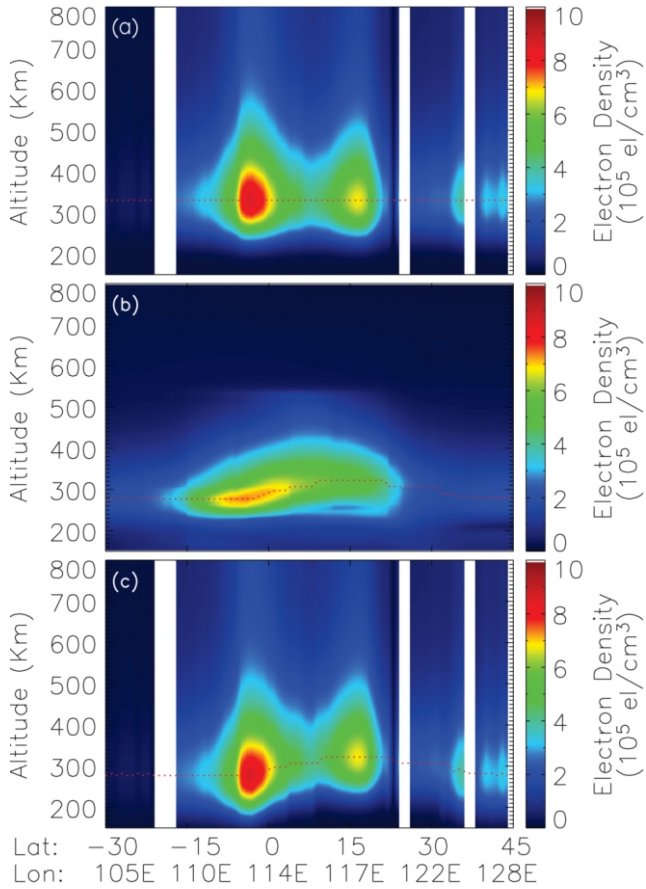 (a)
800
700
600
500
400
300
200
Altitude (Km)
10
8
6
4
2
0
Electron Density
(10⁵ el/cm³)
(b)
800
700
600
500
400
300
200
Altitude (Km)
10
8
6
4
2
0
Electron Density
(10⁵ el/cm³)
(c)
800
700
600
500
400
300
200
Altitude (Km)
10
8
6
4
2
0
Electron Density
(10⁵ el/cm³)
Lat: −30 −15 0 15 30 45
Lon: 105E 110E 114E 117E 122E 128E